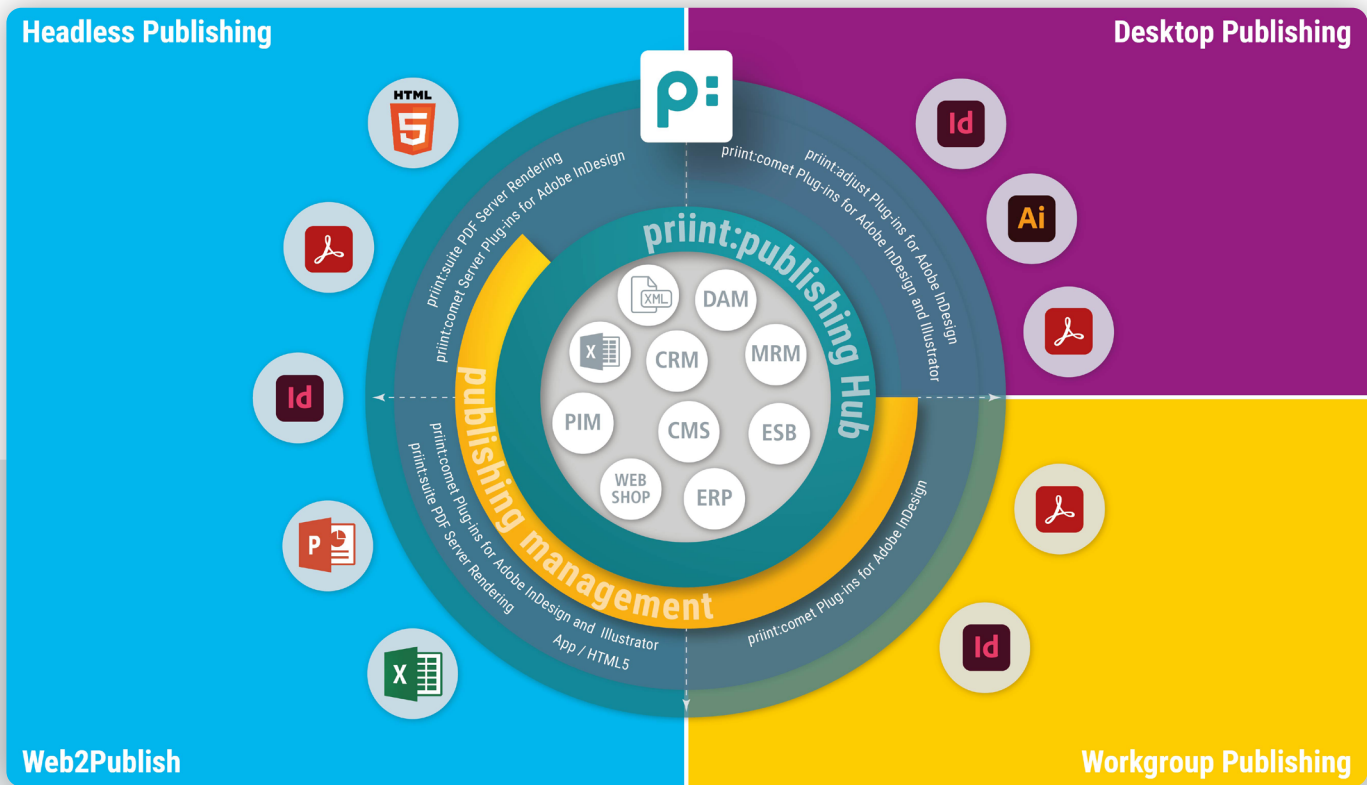 Headless Publishing
Desktop Publishing
p:
HTML
5
Id
Ai
priint:suite PDF Server Rendering
priint:comet Server Plug-ins for Adobe InDesign
priint:adjust Plug-ins for Adobe InDesign
priint:comet Plug-ins for Adobe InDesign and Illustrator
priint:publishing Hub
XML
DAM
X
CRM
MRM
PIM
CMS
ESB
WEB
SHOP
ERP
Id
publishing management
priint:comet Plug-ins for Adobe InDesign and Illustrator
priint:suite PDF Server Rendering
App / HTML5
priint:comet Plug-ins for Adobe InDesign
P
X
Id
Web2Publish
Workgroup Publishing